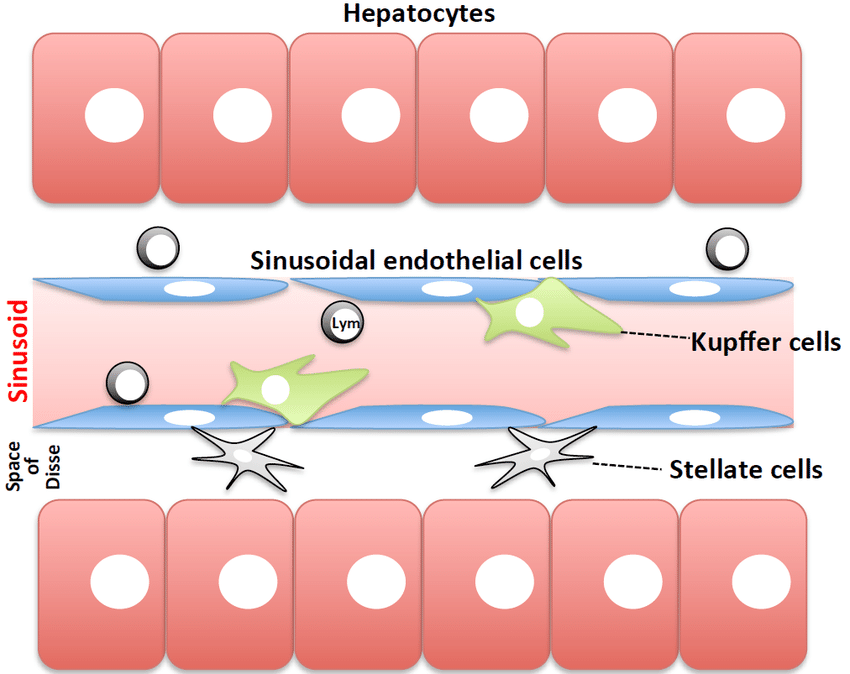 Hepatocytes
Sinusoidal endothelial cells
Sinusoid
Lym
Kupffer cells
Space
of
Disse
Stellate cells